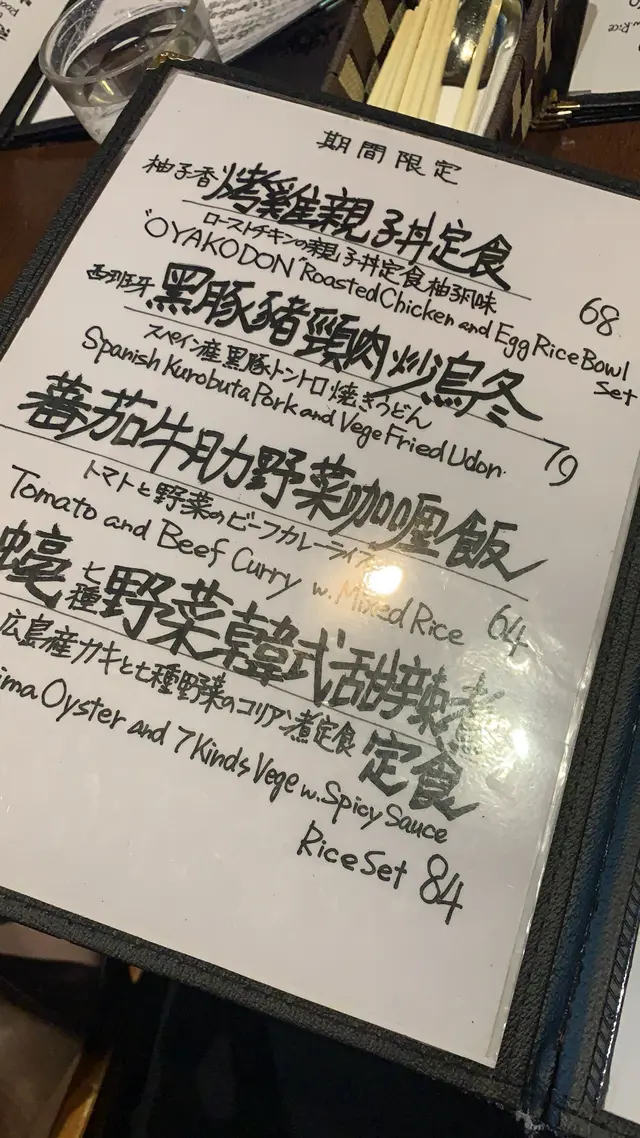 期間限定
柚子香烤雞親子丼定食
ローストチキンの親子丼定食柚子風味
"OYAKODON" Roasted Chicken and Egg Rice Bowl
Set
68
西班牙黑豚豬頸肉炒烏冬
スペイン産黒豚トントロ焼きうどん
Spanish Kurobuta Pork and Vege Fried Udon.
79
蕃茄牛肋野菜咖喱飯
トマトと野菜のビーフカレーライス
Tomato and Beef Curry w. Mixed Rice 64
蠔七種野菜韓式甜辣煮
定食
広島産カキと七種野菜のコリアン煮定食
ima Oyster and 7 Kinds Vege w. Spicy Sauce
Rice Set 84
w Rice